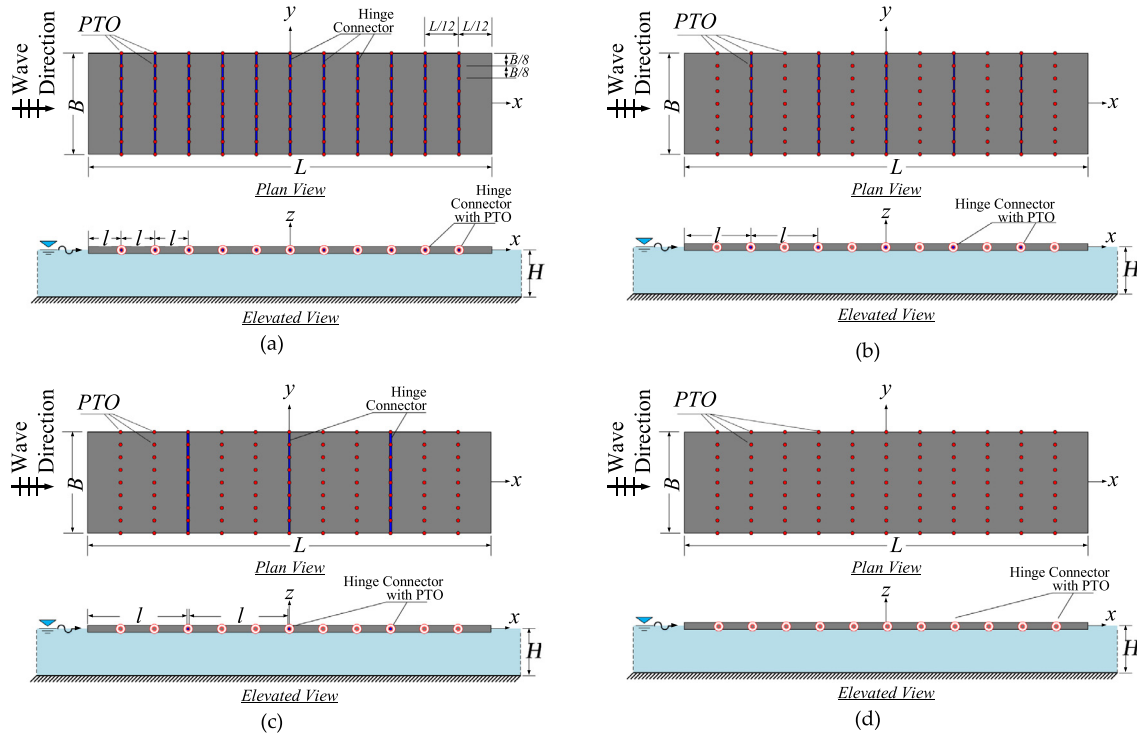 y
PTO
Hinge
Connector
L/12
L/12
B/8
B/8
Wave
Direction
B
x
L
Plan View
z
Hinge
Connector
with PTO
l
l
l
x
H
Elevated View
(a)
y
PTO
Wave
Direction
B
x
L
Plan View
z
Hinge Connector
with PTO
l
l
x
H
Elevated View
(b)
y
PTO
Hinge
Connector
Wave
Direction
B
x
L
Plan View
z
Hinge Connector
with PTO
l
l
x
H
Elevated View
(c)
y
PTO
Wave
Direction
B
x
L
Plan View
z
Hinge Connector
with PTO
x
H
Elevated View
(d)